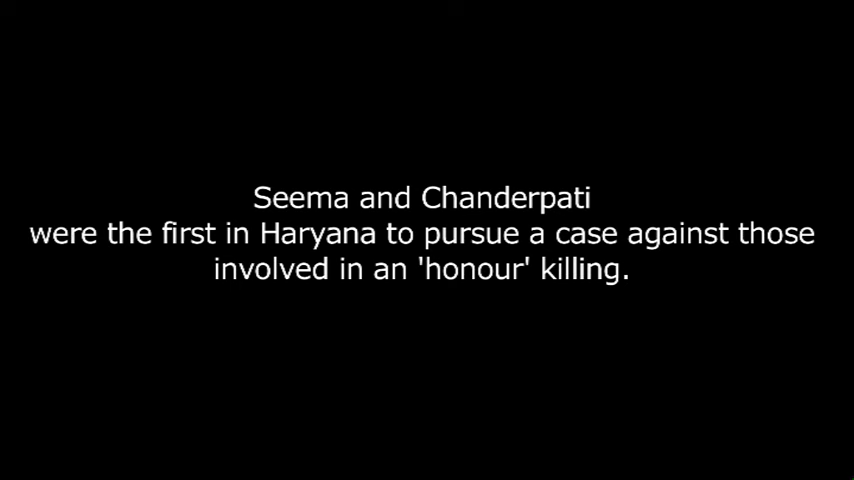 Seema and Chanderpati
were the first in Haryana to pursue a case against those
involved in an 'honour' killing.